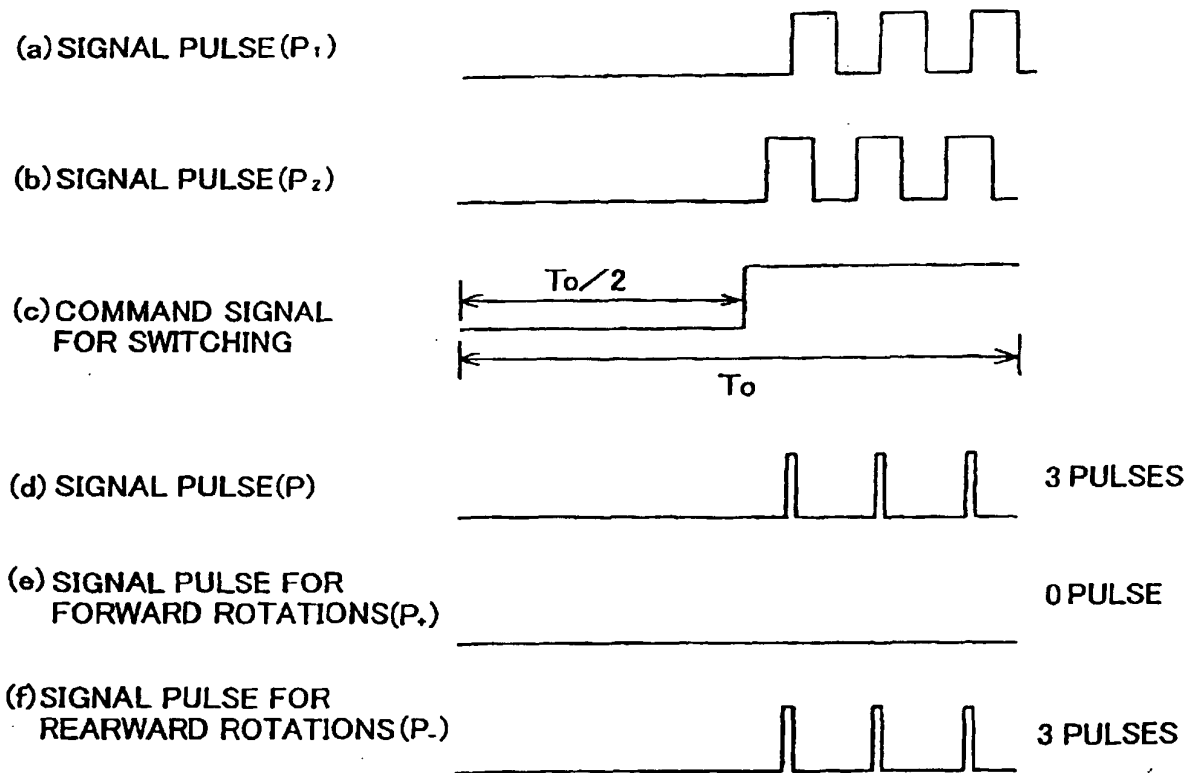 (a) SIGNAL PULSE(P₁)
(b) SIGNAL PULSE(P₂)
To/2
(c) COMMAND SIGNAL
FOR SWITCHING
To
(d) SIGNAL PULSE(P)
3 PULSES
(e) SIGNAL PULSE FOR
FORWARD ROTATIONS(P₊)
0 PULSE
(f) SIGNAL PULSE FOR
REARWARD ROTATIONS(P₋)
3 PULSES